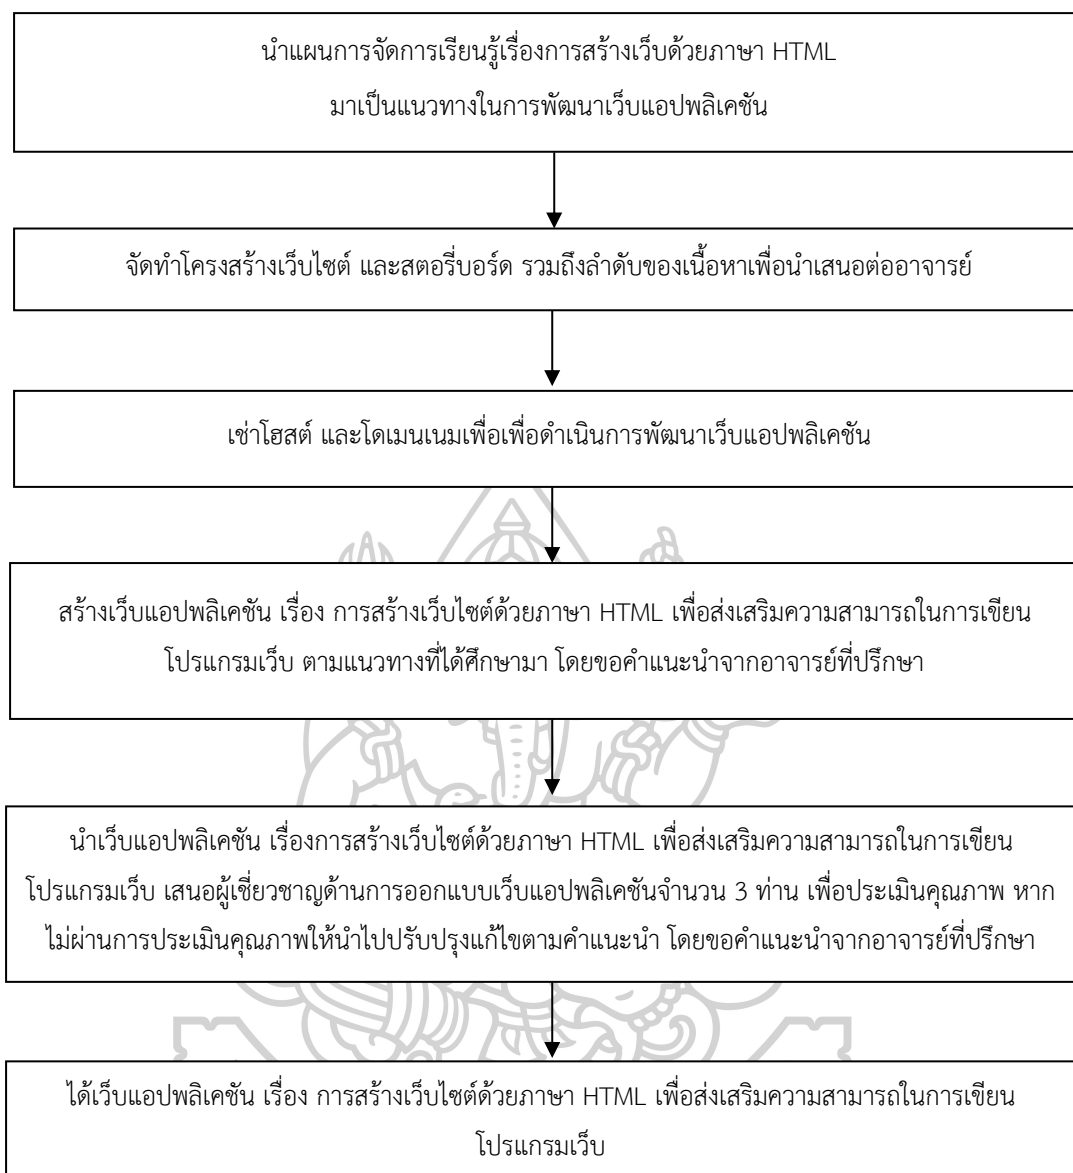 นำแผนการจัดการเรียนรู้เรื่องการสร้างเว็บด้วยภาษา HTML
มาเป็นแนวทางในการพัฒนาเว็บแอปพลิเคชัน
จัดทำโครงสร้างเว็บไซต์ และสตอรี่บอร์ด รวมถึงลำดับของเนื้อหาเพื่อนำเสนอต่ออาจารย์
เช่าโฮสต์ และโดเมนเนมเพื่อเพื่อดำเนินการพัฒนาเว็บแอปพลิเคชัน
สร้างเว็บแอปพลิเคชัน เรื่อง การสร้างเว็บไซต์ด้วยภาษา HTML เพื่อส่งเสริมความสามารถในการเขียน
โปรแกรมเว็บ ตามแนวทางที่ได้ศึกษามา โดยขอคำแนะนำจากอาจารย์ที่ปรึกษา
นำเว็บแอปพลิเคชัน เรื่องการสร้างเว็บไซต์ด้วยภาษา HTML เพื่อส่งเสริมความสามารถในการเขียน
โปรแกรมเว็บ เสนอผู้เชี่ยวชาญด้านการออกแบบเว็บแอปพลิเคชันจำนวน 3 ท่าน เพื่อประเมินคุณภาพ หาก
ไม่ผ่านการประเมินคุณภาพให้นำไปปรับปรุงแก้ไขตามคำแนะนำ โดยขอคำแนะนำจากอาจารย์ที่ปรึกษา
ได้เว็บแอปพลิเคชัน เรื่อง การสร้างเว็บไซต์ด้วยภาษา HTML เพื่อส่งเสริมความสามารถในการเขียน
โปรแกรมเว็บ